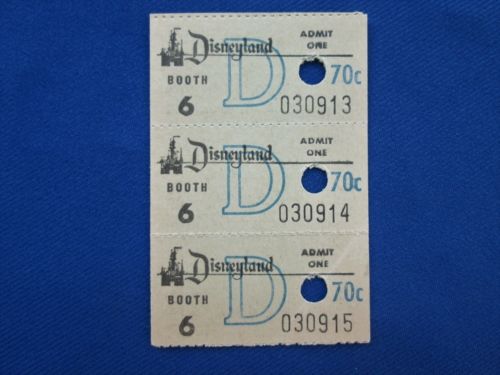 Disneyland D ADMIT ONE
BOOTH 70c
6 030913
Disneyland D ADMIT ONE
BOOTH 70c
6 030914
Disneyland D ADMIT ONE
BOOTH 70c
6 030915